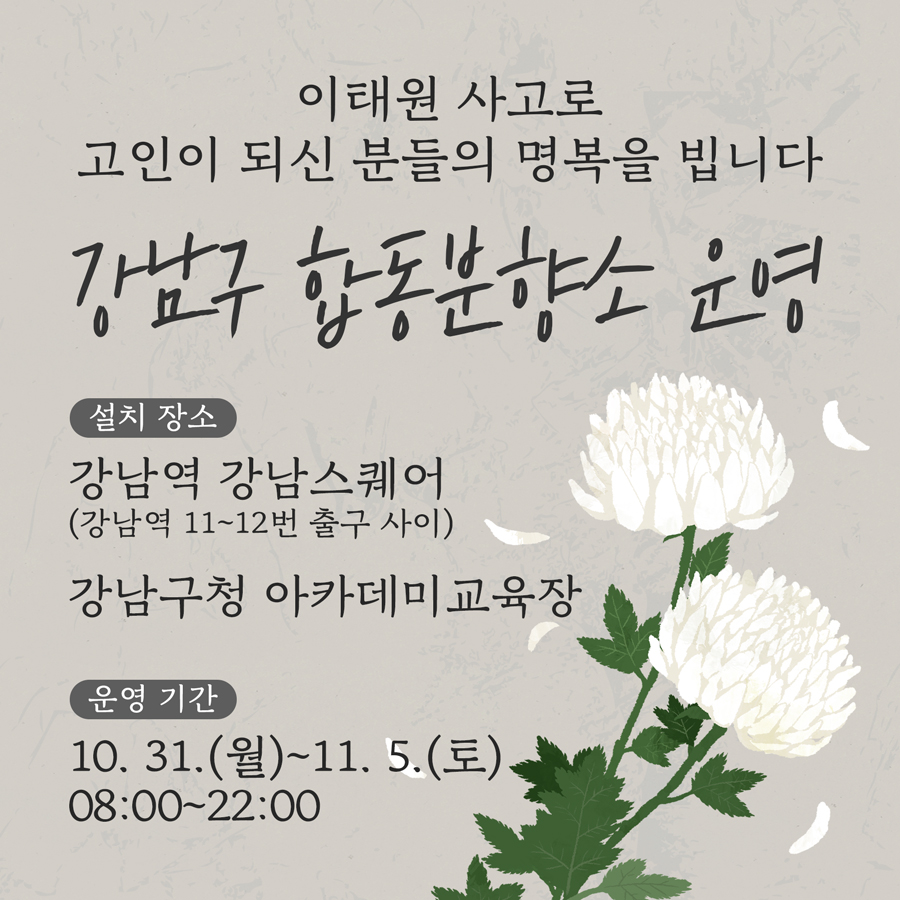 이태원 사고로
고인이 되신 분들의 명복을 빕니다
강남구 합동분향소 운영
설치 장소
강남역 강남스퀘어
(강남역 11~12번 출구 사이)
강남구청 아카데미교육장
운영 기간
10. 31.(월)~11. 5.(토)
08:00~22:00